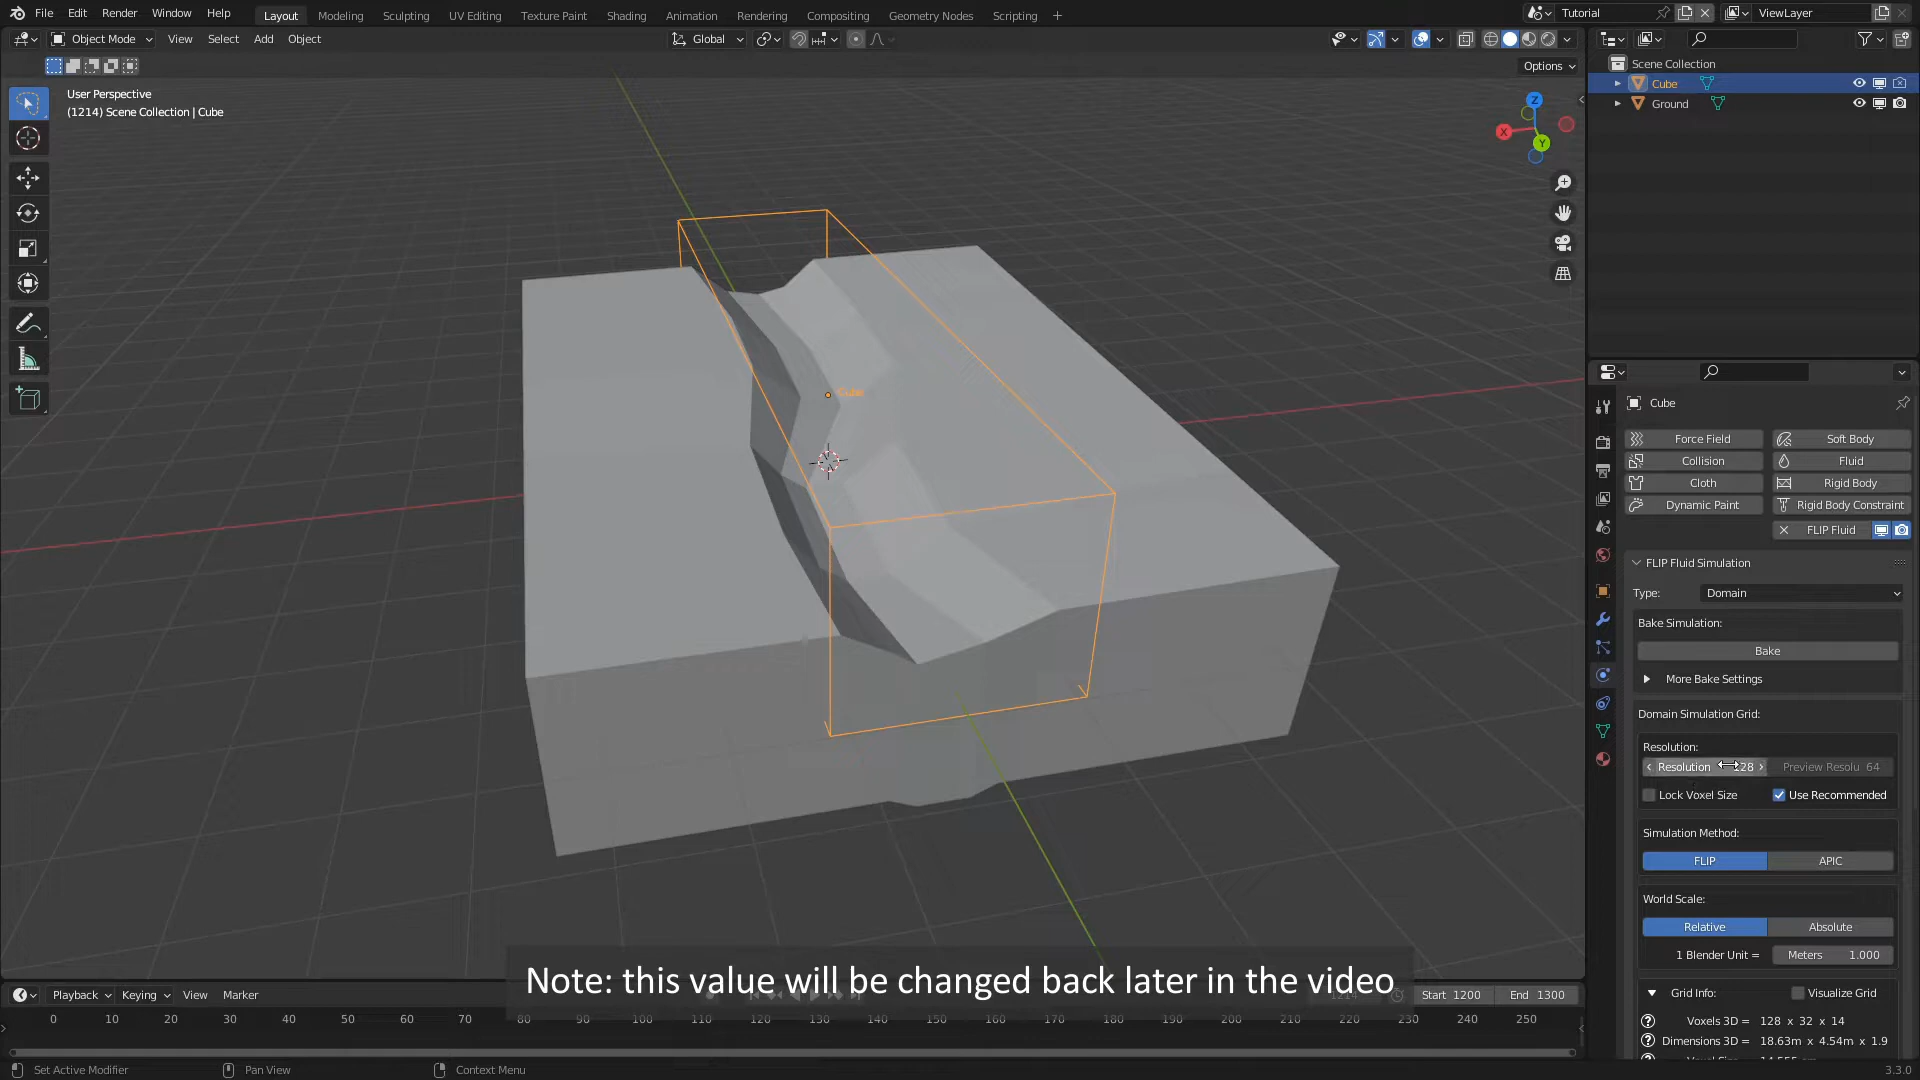 File Edit Render Window Help Layout Modeling Sculpting UV Editing Texture Paint Shading Animation Rendering Compositing Geometry Nodes Scripting + Tutorial ViewLayer
Object Mode View Select Add Object Global
Options
User Perspective
(1214) Scene Collection | Cube
Z
X
Y
Cube
Scene Collection
Cube
Ground
Cube
Force Field Soft Body
Collision Fluid
Cloth Rigid Body
Dynamic Paint Rigid Body Constraint
FLIP Fluid
FLIP Fluid Simulation
Type: Domain
Bake Simulation:
Bake
More Bake Settings
Domain Simulation Grid:
Resolution:
Resolution 128 Preview Resolu 64
Lock Voxel Size Use Recommended
Simulation Method:
FLIP APIC
World Scale:
Relative Absolute
1 Blender Unit = Meters 1.000
Grid Info: Visualize Grid
Voxels 3D = 128 x 32 x 14
Dimensions 3D = 18.63m x 4.54m x 1.9
Note: this value will be changed back later in the video
Playback Keying View Marker 1214 Start 1200 End 1300
0 10 20 30 40 50 60 70 80 90 100 110 120 130 140 150 160 170 180 190 200 210 220 230 240 250
Set Active Modifier Pan View Context Menu 3.3.0